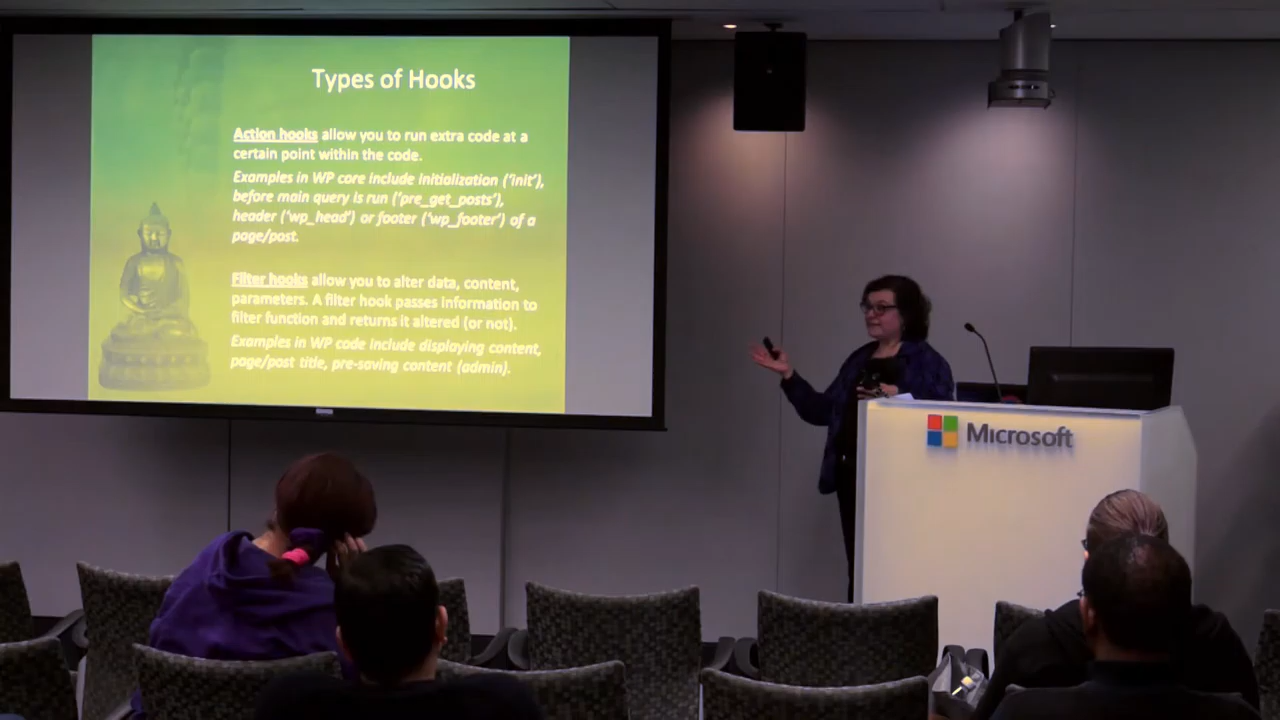 Types of Hooks
Action hooks allow you to run extra code at a
certain point within the code.
Examples in WP core include initialization (‘init’),
before main query is run (‘pre_get_posts’),
header (‘wp_head’) or footer (‘wp_footer’) of a
page/post.
Filter hooks allow you to alter data, content,
parameters. A filter hook passes information to
filter function and returns it altered (or not).
Examples in WP code include displaying content,
page/post title, pre-saving content (admin).
Microsoft